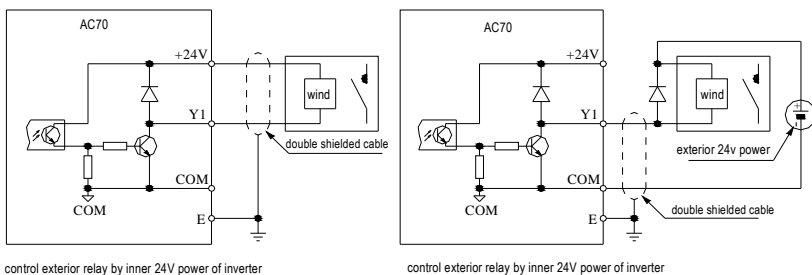 AC70
+24V
wind
Y1
double shielded cable
COM
COM
E
control exterior relay by inner 24V power of inverter
AC70
+24V
wind
Y1
exterior 24v power
COM
COM
double shielded cable
E
control exterior relay by inner 24V power of inverter